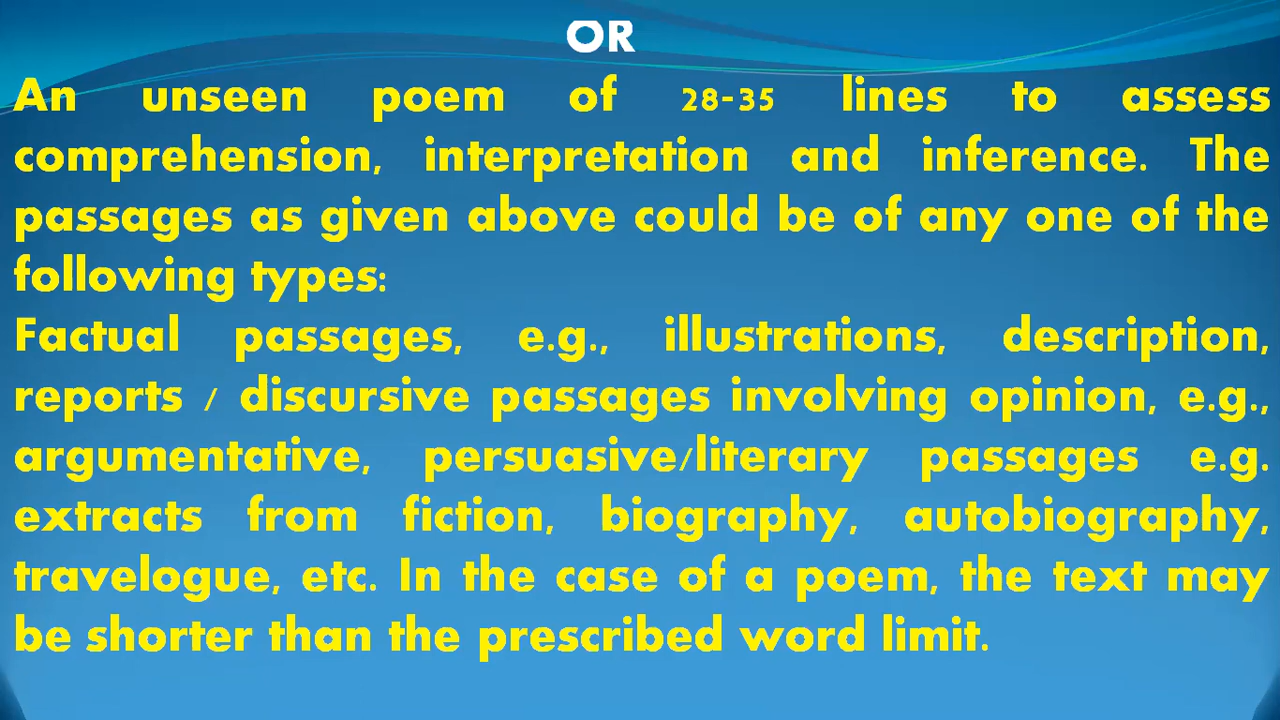 OR
An unseen poem of 28-35 lines to assess
comprehension, interpretation and inference. The
passages as given above could be of any one of the
following types:
Factual passages, e.g., illustrations, description,
reports / discursive passages involving opinion, e.g.,
argumentative, persuasive/literary passages e.g.
extracts from fiction, biography, autobiography,
travelogue, etc. In the case of a poem, the text may
be shorter than the prescribed word limit.